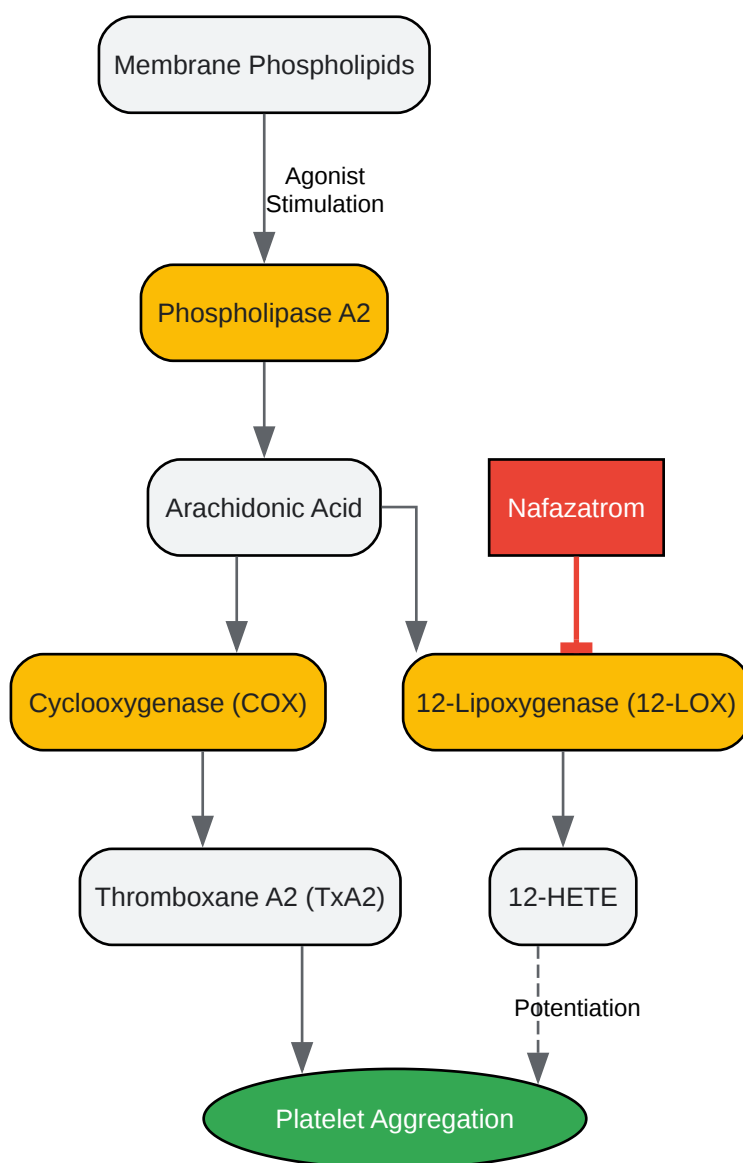 Membrane Phospholipids
Agonist
Stimulation
Phospholipase A2
Arachidonic Acid
Nafazatrom
Cyclooxygenase (COX)
12-Lipoxygenase (12-LOX)
Thromboxane A2 (TxA2)
12-HETE
Potentiation
Platelet Aggregation